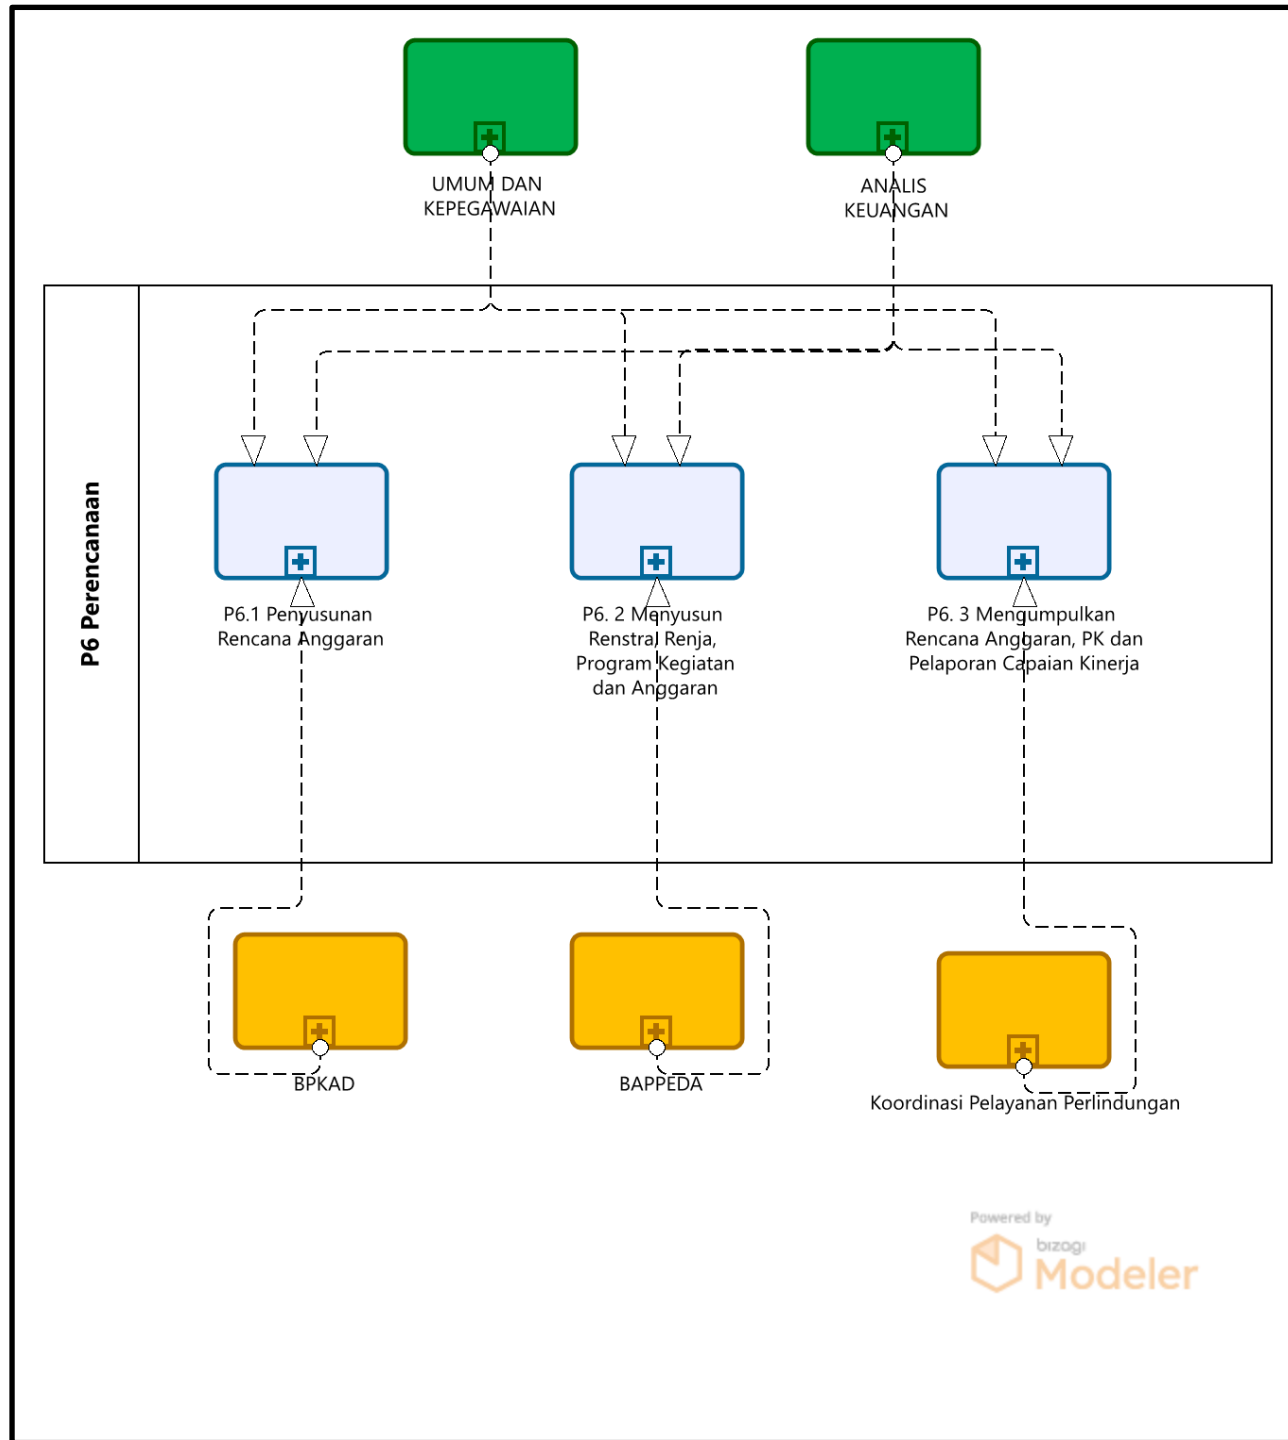 UMUM DAN
KEPEGAWAIAN
ANALIS
KEUANGAN
P6 Perencanaan
P6.1 Penyusunan
Rencana Anggaran
P6. 2 Menyusun
Renstra, Renja,
Program Kegiatan
dan Anggaran
P6. 3 Mengumpulkan
Rencana Anggaran, PK dan
Pelaporan Capaian Kinerja
BPKAD
BAPPEDA
Koordinasi Pelayanan Perlindungan
Powered by
bizagi
Modeler